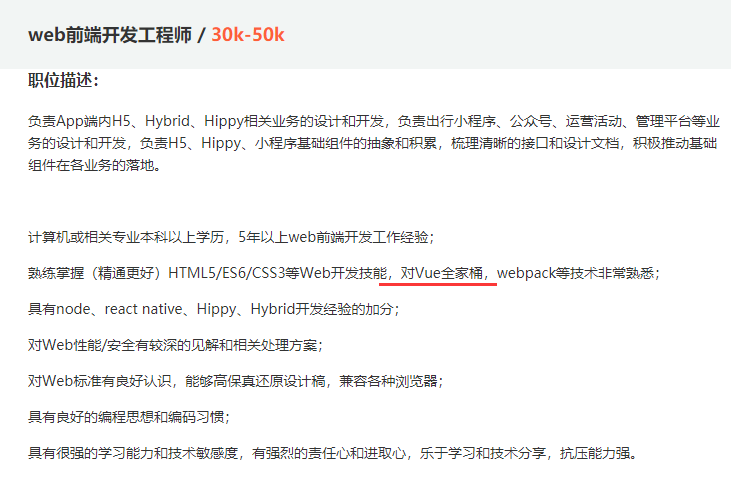 web前端开发工程师 / 30k-50k
职位描述：
负责App端内H5、Hybrid、Hippy相关业务的设计和开发，负责出行小程序、公众号、运营活动、管理平台等业
务的设计和开发，负责H5、Hippy、小程序基础组件的抽象和积累，梳理清晰的接口和设计文档，积极推动基础
组件在各业务的落地。
计算机或相关专业本科以上学历，5年以上web前端开发工作经验；
熟练掌握（精通更好）HTML5/ES6/CSS3等Web开发技能，对Vue全家桶，webpack等技术非常熟悉；
具有node、react native、Hippy、Hybrid开发经验的加分；
对Web性能/安全有较深的见解和相关处理方案；
对Web标准有良好认识，能够高保真还原设计稿，兼容各种浏览器；
具有良好的编程思想和编码习惯；
具有很强的学习能力和技术敏感度，有强烈的责任心和进取心，乐于学习和技术分享，抗压能力强。